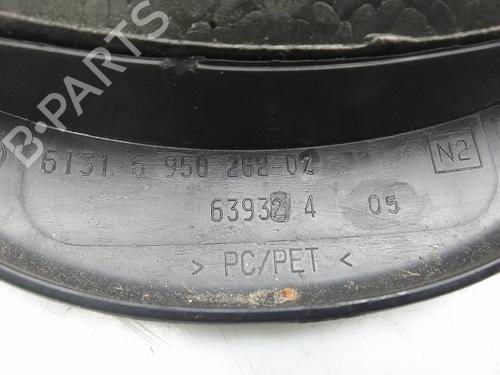 B-PARTS
6131 6 950 262-02 N2
63932 4 05
> PC/PET <